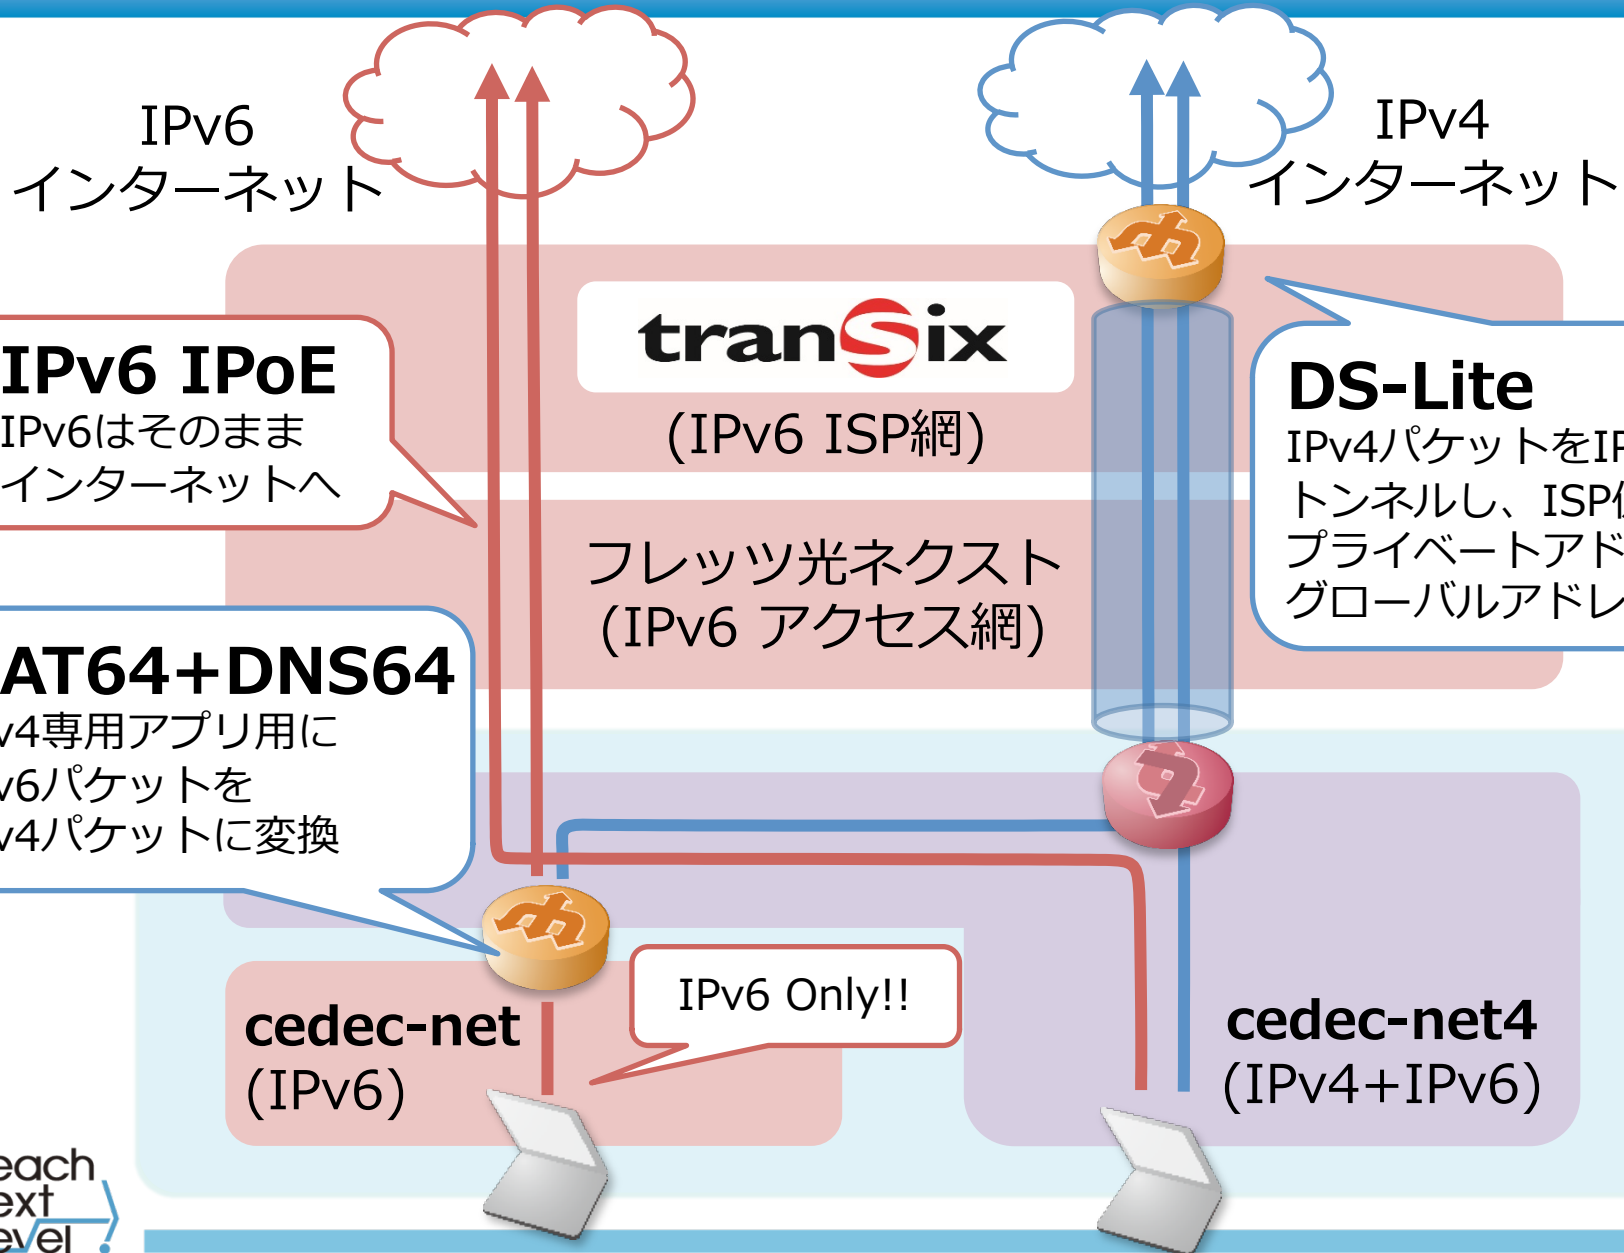 IPv6
インターネット
IPv4
インターネット
tranSix
(IPv6 ISP網)
IPv6 IPoE
IPv6はそのまま
インターネットへ
DS-Lite
IPv4パケットをIP
トンネルし、ISP
プライベートアド
グローバルアドレ
フレッツ光ネクスト
(IPv6 アクセス網)
AT64+DNS64
v4専用アプリ用に
v6パケットを
v4パケットに変換
IPv6 Only!!
cedec-net
(IPv6)
cedec-net4
(IPv4+IPv6)
each
ext
evel